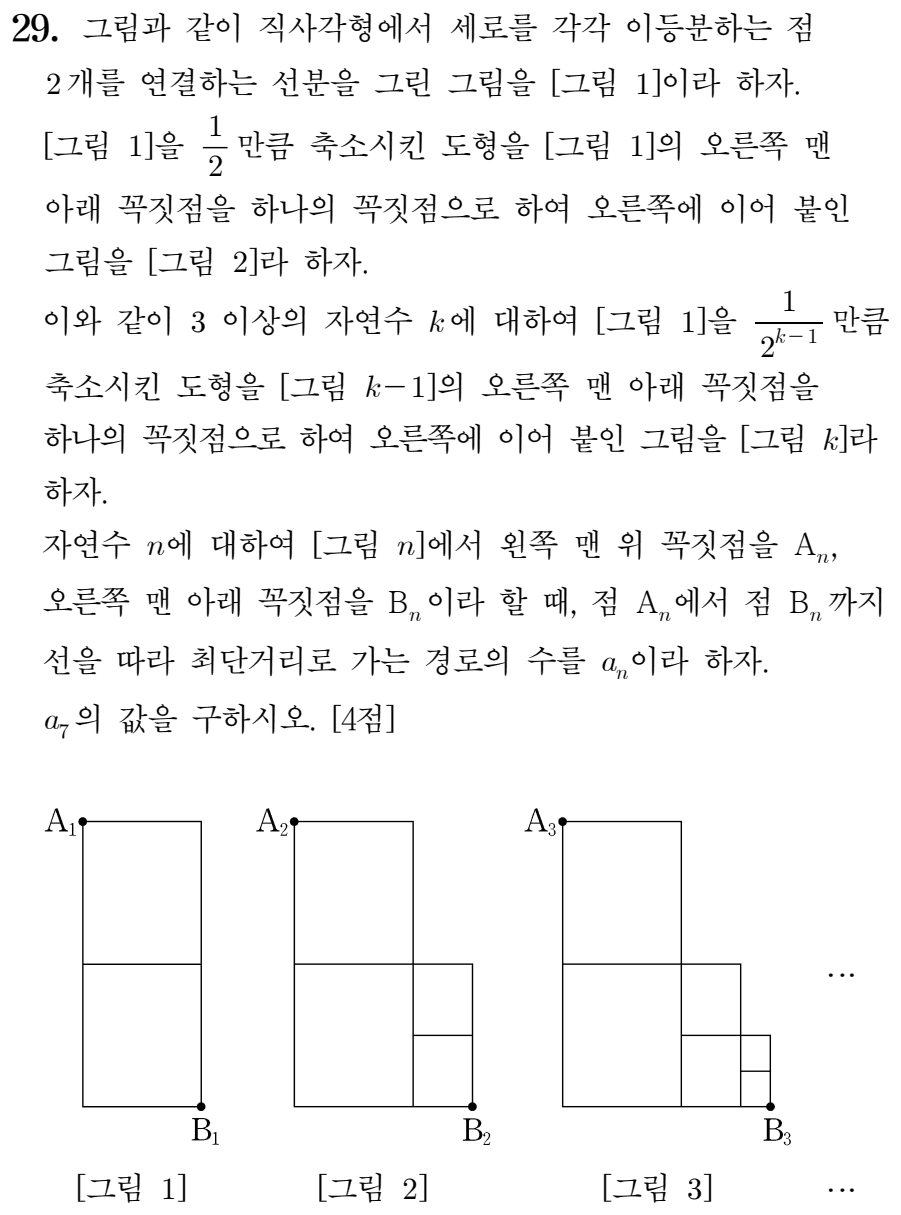 29. 그림과 같이 직사각형에서 세로를 각각 이등분하는 점
2개를 연결하는 선분을 그린 그림을 [그림 1]이라 하자.
[그림 1]을 1/2 만큼 축소시킨 도형을 [그림 1]의 오른쪽 맨
아래 꼭짓점을 하나의 꼭짓점으로 하여 오른쪽에 이어 붙인
그림을 [그림 2]라 하자.
이와 같이 3 이상의 자연수 k에 대하여 [그림 1]을 1/2^{k-1} 만큼
축소시킨 도형을 [그림 k-1]의 오른쪽 맨 아래 꼭짓점을
하나의 꼭짓점으로 하여 오른쪽에 이어 붙인 그림을 [그림 k]라
하자.
자연수 n에 대하여 [그림 n]에서 왼쪽 맨 위 꼭짓점을 A_n,
오른쪽 맨 아래 꼭짓점을 B_n이라 할 때, 점 A_n에서 점 B_n까지
선을 따라 최단거리로 가는 경로의 수를 a_n이라 하자.
a_7의 값을 구하시오. [4점]
A_1 A_2 A_3
⋯
B_1 B_2 B_3
[그림 1] [그림 2] [그림 3] ⋯